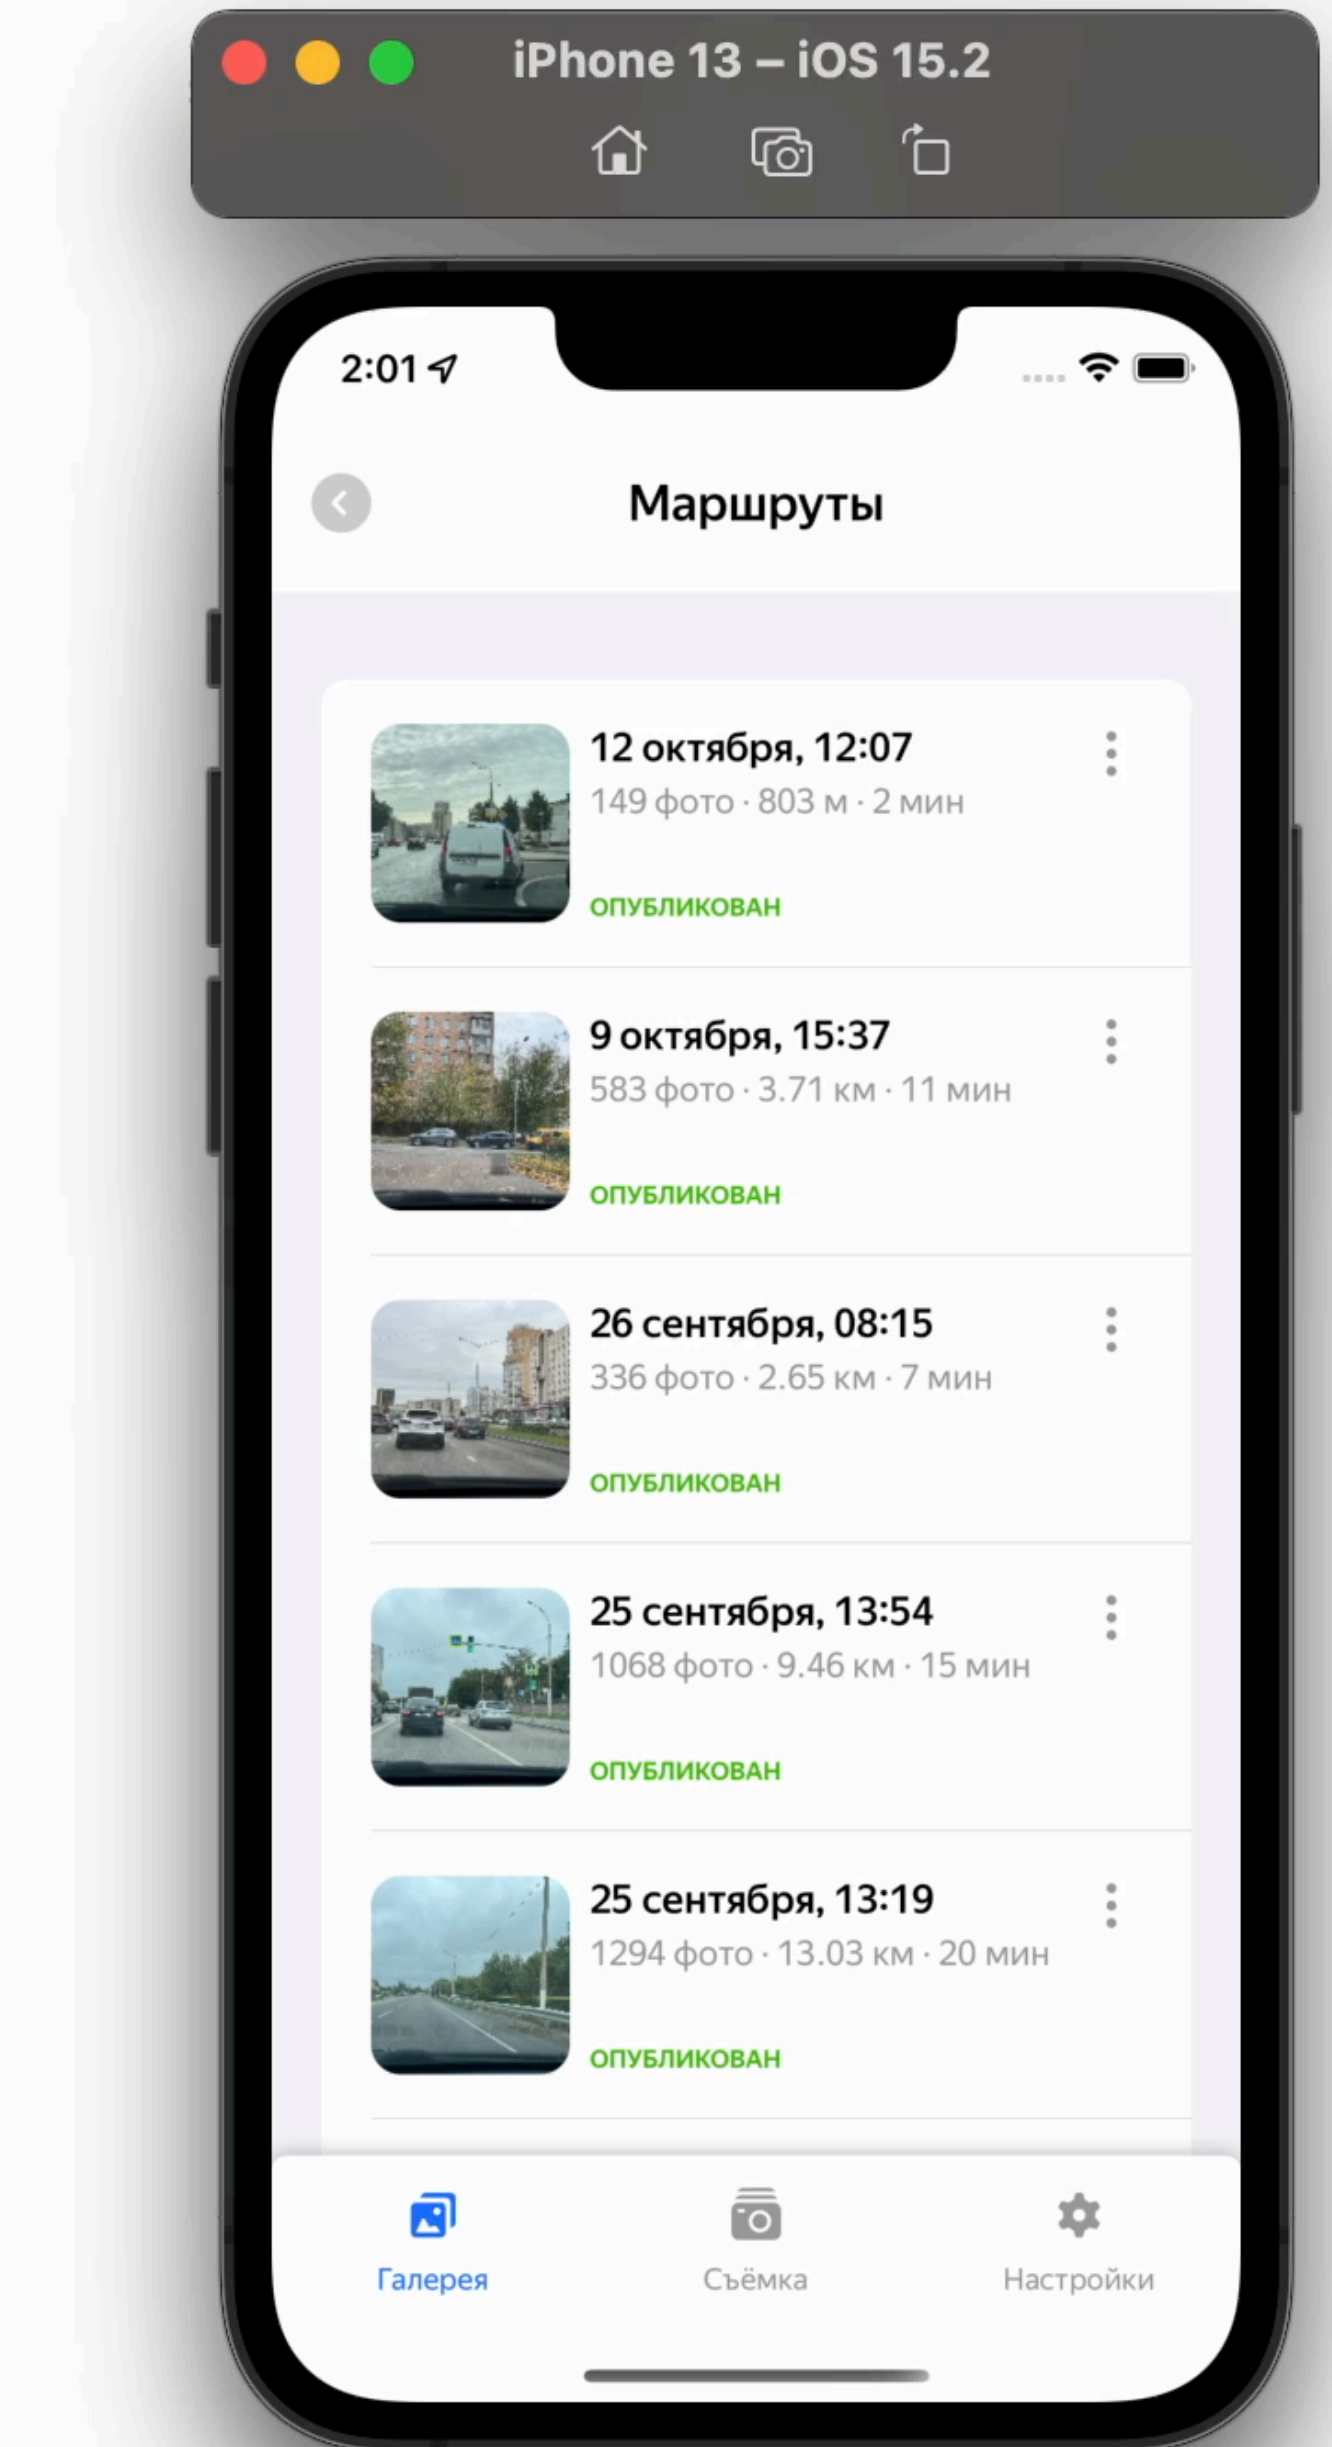 iPhone 13 – iOS 15.2
2:01
Маршруты
12 октября, 12:07
149 фото · 803 м · 2 мин
ОПУБЛИКОВАН
9 октября, 15:37
583 фото · 3.71 км · 11 мин
ОПУБЛИКОВАН
26 сентября, 08:15
336 фото · 2.65 км · 7 мин
ОПУБЛИКОВАН
25 сентября, 13:54
1068 фото · 9.46 км · 15 мин
ОПУБЛИКОВАН
25 сентября, 13:19
1294 фото · 13.03 км · 20 мин
ОПУБЛИКОВАН
Галерея Съёмка Настройки